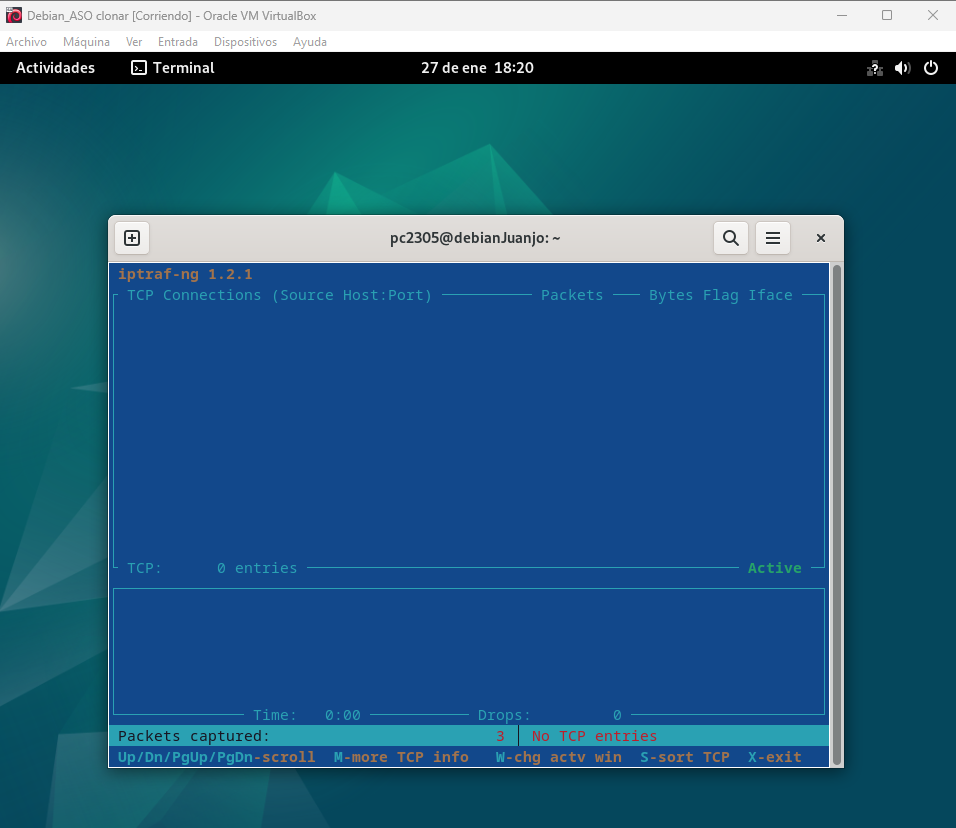 Debian_ASO clonar [Corriendo] - Oracle VM VirtualBox
Archivo Máquina Ver Entrada Dispositivos Ayuda
Actividades Terminal 27 de ene 18:20
pc2305@debianJuanjo: ~
iptraf-ng 1.2.1
TCP Connections (Source Host:Port) Packets Bytes Flag Iface
TCP: 0 entries Active
Time: 0:00 Drops: 0
Packets captured: 3 No TCP entries
Up/Dn/PgUp/PgDn-scroll M-more TCP info W-chg actv win S-sort TCP X-exit